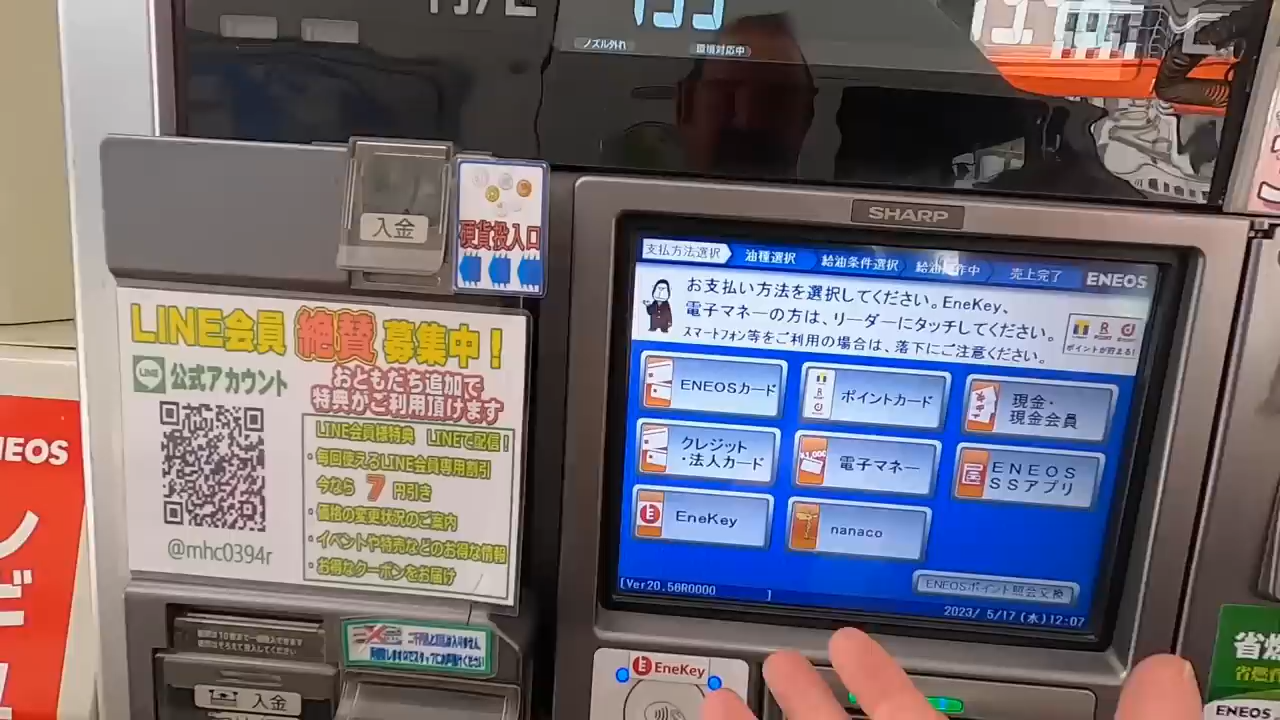 ノズル外れ
環境対応中
SHARP
入金
硬貨投入口
支払方法選択
油種選択
給油条件選択
売上完了
ENEOS
お支払い方法を選択してください。EneKey、
電子マネーの方は、リーダーにタッチしてください。
スマートフォン等をご利用の場合は、落下にご注意ください。
ポイントが貯まる!
ENEOSカード
ポイントカード
現金・
現金会員
クレジット
・法人カード
¥1,000
電子マネー
ENEOS
SSアプリ
EneKey
nanaco
ENEOSポイント照会交換
[Ver20.56R0000 ]
2023/ 5/17(水)12:07
LINE会員 絶賛 募集中!
LINE
公式アカウント
おともだち追加で
特典がご利用頂けます
LINE会員様特典 LINEで配信!
・毎回使えるLINE会員専用割引
今なら 7 円引き
・価格の変更状況のご案内
・イベントや特売などのお得な情報
・お得なクーポンをお届け
@mhc0394r
入金
EneKey
NEOS
省燃
ENEOS